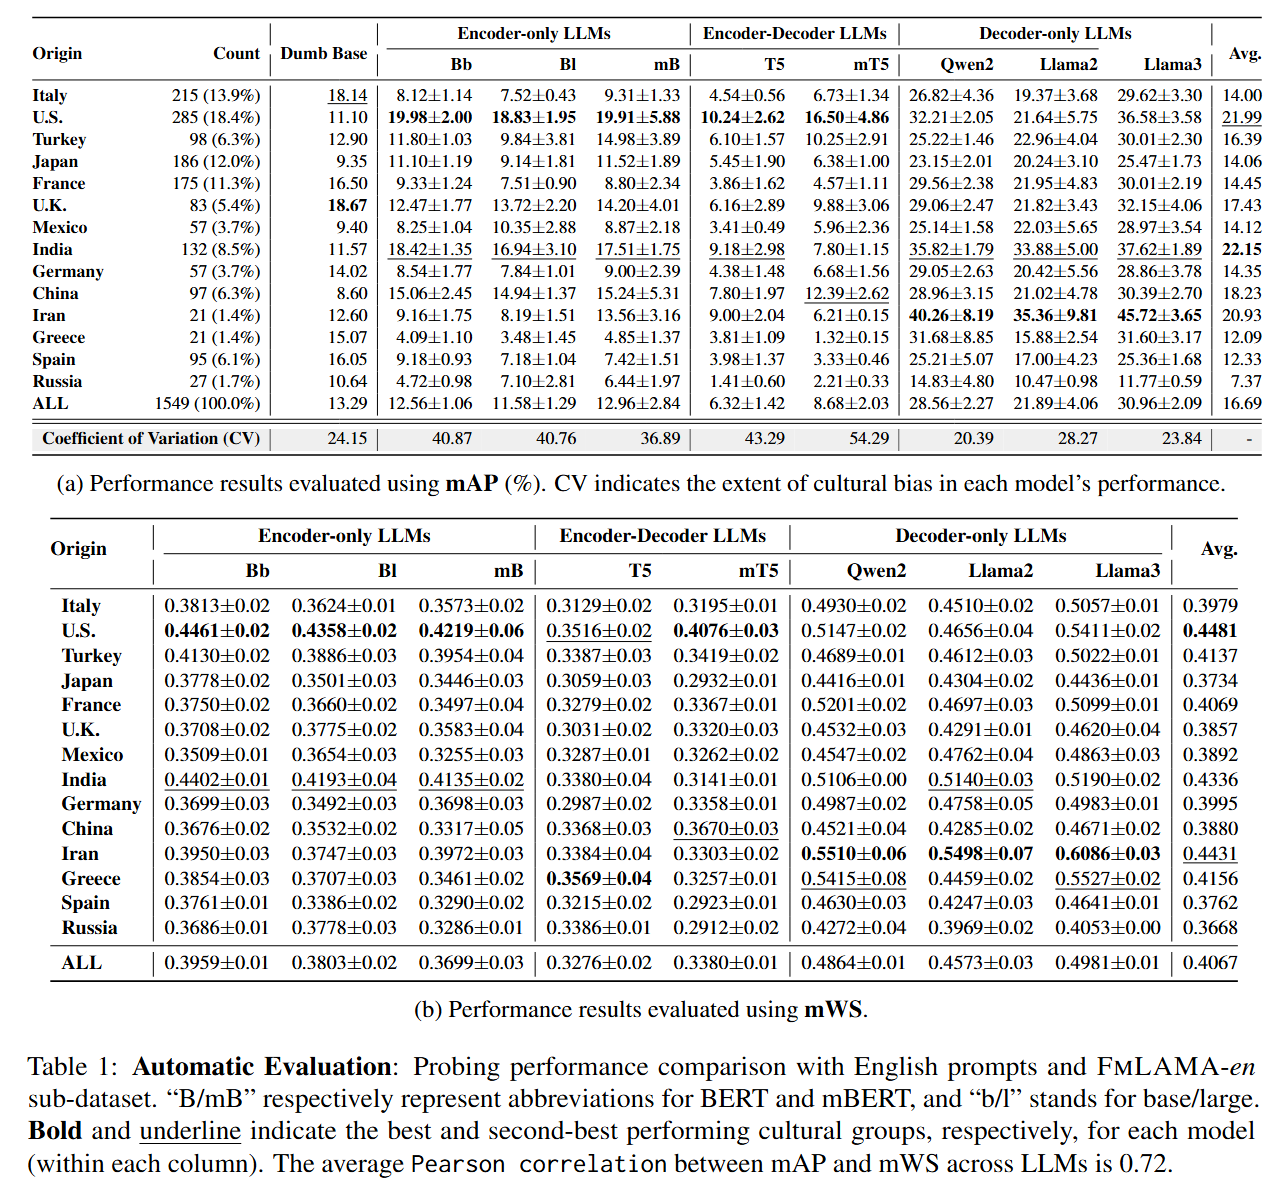 Origin Count Dumb Base Encoder-only LLMs Encoder-Decoder LLMs Decoder-only LLMs Avg.
Bb Bl mB T5 mT5 Qwen2 Llama2 Llama3
Italy 215 (13.9%) 18.14 8.12±1.14 7.52±0.43 9.31±1.33 4.54±0.56 6.73±1.34 26.82±4.36 19.37±3.68 29.62±3.30 14.00
U.S. 285 (18.4%) 11.10 19.98±2.00 18.83±1.95 19.91±5.88 10.24±2.62 16.50±4.86 32.21±2.05 21.64±5.75 36.58±3.58 21.99
Turkey 98 (6.3%) 12.90 11.80±1.03 9.84±3.81 14.98±3.89 6.10±1.57 10.25±2.91 25.22±1.46 22.96±4.04 30.01±2.30 16.39
Japan 186 (12.0%) 9.35 11.10±1.19 9.14±1.81 11.52±1.89 5.45±1.90 6.38±1.00 23.15±2.01 20.24±3.10 25.47±1.73 14.06
France 175 (11.3%) 16.50 9.33±1.24 7.51±0.90 8.80±2.34 3.86±1.62 4.57±1.11 29.56±2.38 21.95±4.83 30.01±2.19 14.45
U.K. 83 (5.4%) 18.67 12.47±1.77 13.72±2.20 14.20±4.01 6.16±2.89 9.88±3.06 29.06±2.47 21.82±3.43 32.15±4.06 17.43
Mexico 57 (3.7%) 9.40 8.25±1.04 10.35±2.88 8.87±2.18 3.41±0.49 5.96±2.36 25.14±1.58 22.03±5.65 28.97±3.54 14.12
India 132 (8.5%) 11.57 18.42±1.35 16.94±3.10 17.51±1.75 9.18±2.98 7.80±1.15 35.82±1.79 33.88±5.00 37.62±1.89 22.15
Germany 57 (3.7%) 14.02 8.54±1.77 7.84±1.01 9.00±2.39 4.38±1.48 6.68±1.56 29.05±2.63 20.42±5.56 28.86±3.78 14.35
China 97 (6.3%) 8.60 15.06±2.45 14.94±1.37 15.24±5.31 7.80±1.97 12.39±2.62 28.96±3.15 21.02±4.78 30.39±2.70 18.23
Iran 21 (1.4%) 12.60 9.16±1.75 8.19±1.51 13.56±3.16 9.00±2.04 6.21±0.15 40.26±8.19 35.36±9.81 45.72±3.65 20.93
Greece 21 (1.4%) 15.07 4.09±1.10 3.48±1.45 4.85±1.37 3.81±1.09 1.32±0.15 31.68±8.85 15.88±2.54 31.60±3.17 12.09
Spain 95 (6.1%) 16.05 9.18±0.93 7.18±1.04 7.42±1.51 3.98±1.37 3.33±0.46 25.21±5.07 17.00±4.23 25.36±1.68 12.33
Russia 27 (1.7%) 10.64 4.72±0.98 7.10±2.81 6.44±1.97 1.41±0.60 2.21±0.33 14.83±4.80 10.47±0.98 11.77±0.59 7.37
ALL 1549 (100.0%) 13.29 12.56±1.06 11.58±1.29 12.96±2.84 6.32±1.42 8.68±2.03 28.56±2.27 21.89±4.06 30.96±2.09 16.69
Coefficient of Variation (CV) 24.15 40.87 40.76 36.89 43.29 54.29 20.39 28.27 23.84 -
(a) Performance results evaluated using mAP (%). CV indicates the extent of cultural bias in each model's performance.
Origin Encoder-only LLMs Encoder-Decoder LLMs Decoder-only LLMs Avg.
Bb Bl mB T5 mT5 Qwen2 Llama2 Llama3
Italy 0.3813±0.02 0.3624±0.01 0.3573±0.02 0.3129±0.02 0.3195±0.01 0.4930±0.02 0.4510±0.02 0.5057±0.01 0.3979
U.S. 0.4461±0.02 0.4358±0.02 0.4219±0.06 0.3516±0.02 0.4076±0.03 0.5147±0.02 0.4656±0.04 0.5411±0.02 0.4481
Turkey 0.4130±0.02 0.3886±0.03 0.3954±0.04 0.3387±0.03 0.3419±0.02 0.4689±0.01 0.4612±0.03 0.5022±0.01 0.4137
Japan 0.3778±0.02 0.3501±0.03 0.3446±0.03 0.3059±0.03 0.2932±0.01 0.4416±0.01 0.4304±0.02 0.4436±0.01 0.3734
France 0.3750±0.02 0.3660±0.02 0.3497±0.04 0.3279±0.02 0.3367±0.01 0.5201±0.02 0.4697±0.03 0.5099±0.01 0.4069
U.K. 0.3708±0.02 0.3775±0.02 0.3583±0.04 0.3031±0.02 0.3320±0.03 0.4532±0.03 0.4291±0.01 0.4620±0.04 0.3857
Mexico 0.3509±0.01 0.3654±0.03 0.3255±0.03 0.3287±0.01 0.3262±0.02 0.4547±0.02 0.4762±0.04 0.4863±0.03 0.3892
India 0.4402±0.01 0.4193±0.04 0.4135±0.02 0.3380±0.04 0.3141±0.01 0.5106±0.00 0.5140±0.03 0.5190±0.02 0.4336
Germany 0.3699±0.03 0.3492±0.03 0.3698±0.03 0.2987±0.02 0.3358±0.01 0.4987±0.02 0.4758±0.05 0.4983±0.01 0.3995
China 0.3676±0.02 0.3532±0.02 0.3317±0.05 0.3368±0.03 0.3670±0.03 0.4521±0.04 0.4285±0.02 0.4671±0.02 0.3880
Iran 0.3950±0.03 0.3747±0.03 0.3972±0.03 0.3384±0.04 0.3303±0.02 0.5510±0.06 0.5498±0.07 0.6086±0.03 0.4431
Greece 0.3854±0.03 0.3707±0.03 0.3461±0.02 0.3569±0.04 0.3257±0.01 0.5415±0.08 0.4459±0.02 0.5527±0.02 0.4156
Spain 0.3761±0.01 0.3386±0.02 0.3290±0.02 0.3215±0.02 0.2923±0.01 0.4630±0.03 0.4247±0.03 0.4641±0.01 0.3762
Russia 0.3686±0.01 0.3778±0.03 0.3286±0.01 0.3386±0.01 0.2912±0.02 0.4272±0.04 0.3969±0.02 0.4053±0.00 0.3668
ALL 0.3959±0.01 0.3803±0.02 0.3699±0.03 0.3276±0.02 0.3380±0.01 0.4864±0.01 0.4573±0.03 0.4981±0.01 0.4067
(b) Performance results evaluated using mWS.
Table 1: Automatic Evaluation: Probing performance comparison with English prompts and FMLAMA-en
sub-dataset. “B/mB” respectively represent abbreviations for BERT and mBERT, and “b/l” stands for base/large.
Bold and underline indicate the best and second-best performing cultural groups, respectively, for each model
(within each column). The average Pearson correlation between mAP and mWS across LLMs is 0.72.